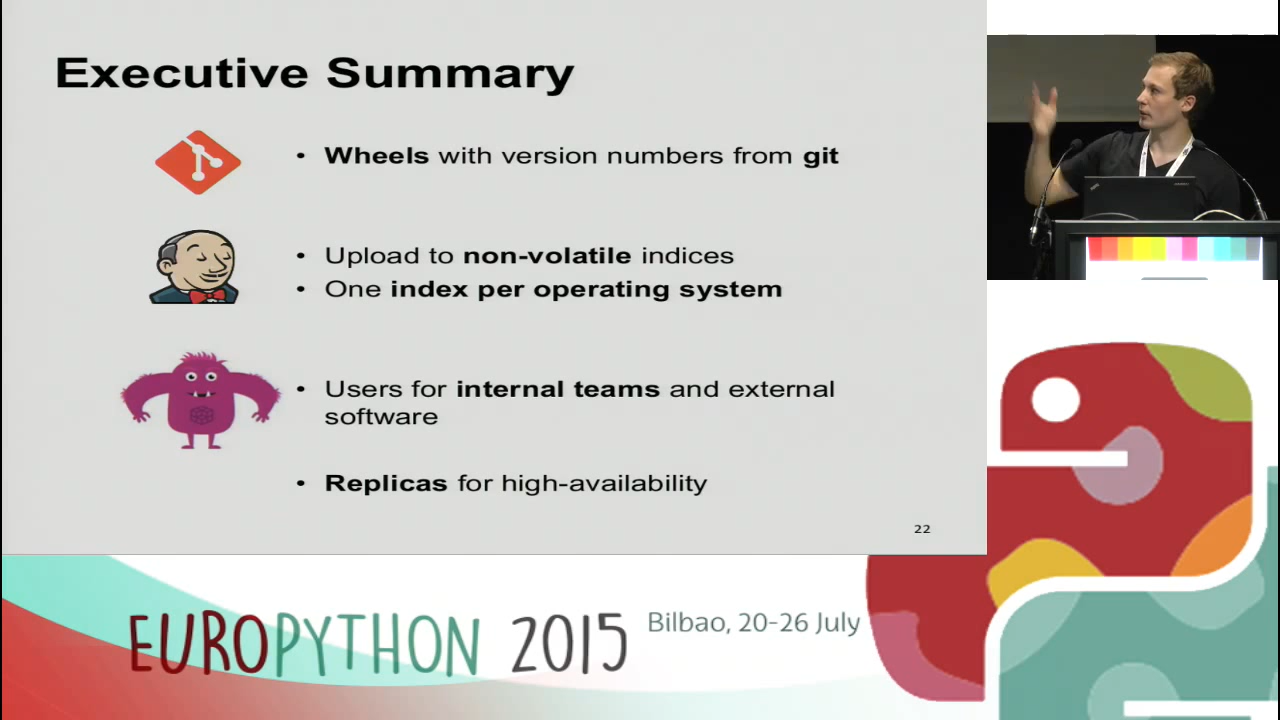 Executive Summary
• Wheels with version numbers from git
• Upload to non-volatile indices
• One index per operating system
• Users for internal teams and external
software
• Replicas for high-availability
22
EUROPYTHON 2015
Bilbao, 20-26 July